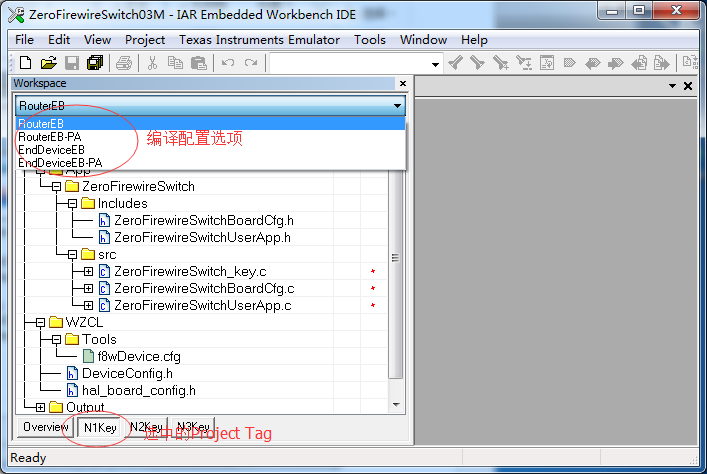 ZeroFirewireSwitch03M - IAR Embedded Workbench IDE
File Edit View Project Texas Instruments Emulator Tools Window Help
Workspace
RouterEB
RouterEB
RouterEB-PA
EndDeviceEB
EndDeviceEB-PA
编译配置选项
App
ZeroFirewireSwitch
Includes
ZeroFirewireSwitchBoardCfg.h
ZeroFirewireSwitchUserApp.h
src
ZeroFirewireSwitch_key.c
ZeroFirewireSwitchBoardCfg.c
ZeroFirewireSwitchUserApp.c
WZCL
Tools
f8wDevice.cfg
DeviceConfig.h
hal_board_config.h
Output
Overview N1Key N2Key N3Key
选中的Project Tag
Ready